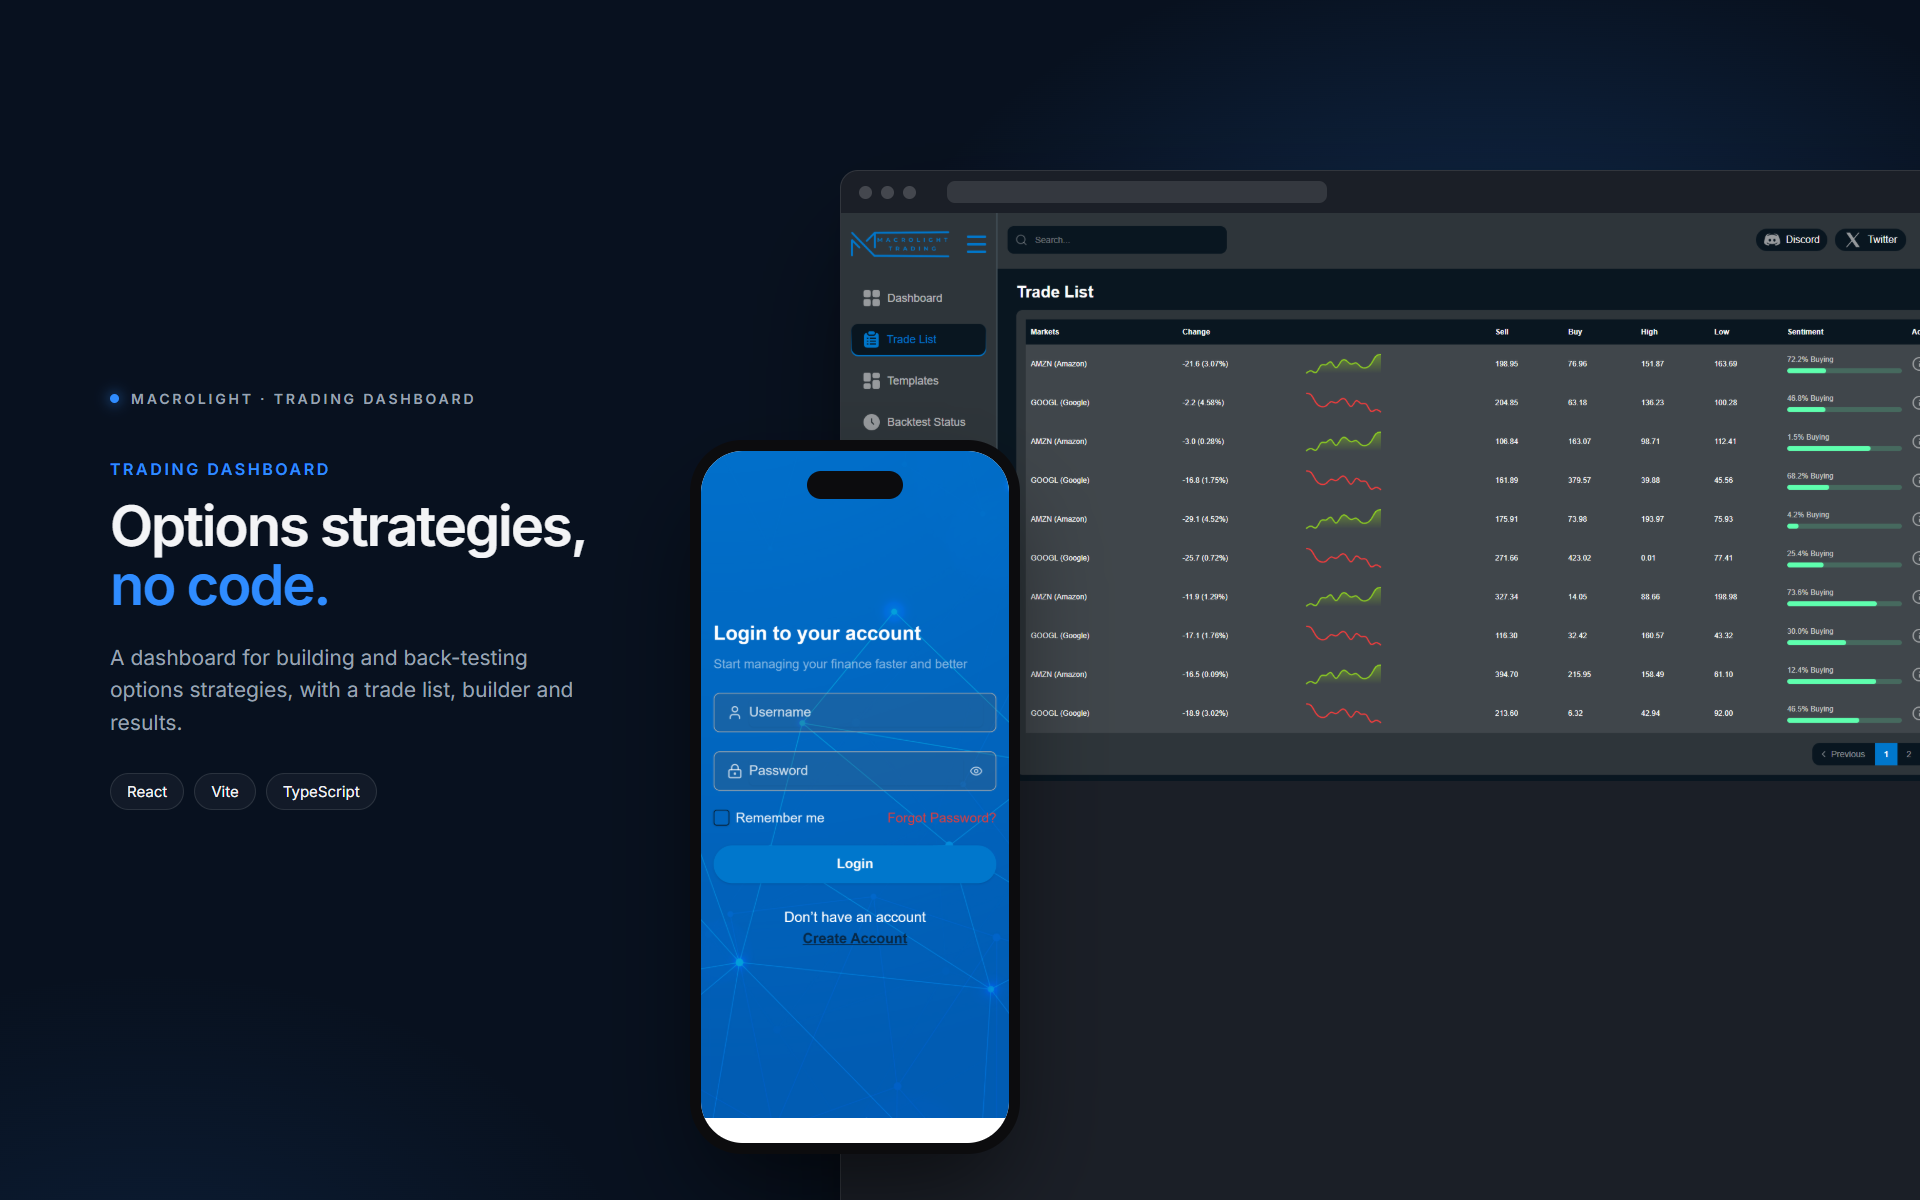 MACROLIGHT · TRADING DASHBOARD
TRADING DASHBOARD
Options strategies,
no code.
A dashboard for building and back-testing
options strategies, with a trade list, builder and
results.
React Vite TypeScript
MACROLIGHT
TRADING
Search...
Discord Twitter
Dashboard
Trade List
Templates
Backtest Status
Trade List
Markets Change Sell Buy High Low Sentiment
AMZN (Amazon) -21.6 (3.07%) 198.95 76.96 151.87 163.69 72.2% Buying
GOOGL (Google) -2.2 (4.58%) 204.85 63.18 136.23 100.28 46.8% Buying
AMZN (Amazon) -3.0 (0.28%) 106.84 163.07 98.71 112.41 1.5% Buying
GOOGL (Google) -16.8 (1.75%) 161.89 379.57 39.88 45.56 68.2% Buying
AMZN (Amazon) -29.1 (4.52%) 175.91 73.98 193.97 75.93 4.2% Buying
GOOGL (Google) -25.7 (0.72%) 271.66 423.02 0.01 77.41 25.4% Buying
AMZN (Amazon) -11.9 (1.29%) 327.34 14.05 88.66 198.98 73.6% Buying
GOOGL (Google) -17.1 (1.76%) 116.30 32.42 160.57 43.32 30.0% Buying
AMZN (Amazon) -16.5 (0.09%) 394.70 215.95 158.49 61.10 12.4% Buying
GOOGL (Google) -18.9 (3.02%) 213.60 6.32 42.94 92.00 46.5% Buying
Previous 1 2
Login to your account
Start managing your finance faster and better
Username
Password
Remember me Forgot Password?
Login
Don't have an account
Create Account